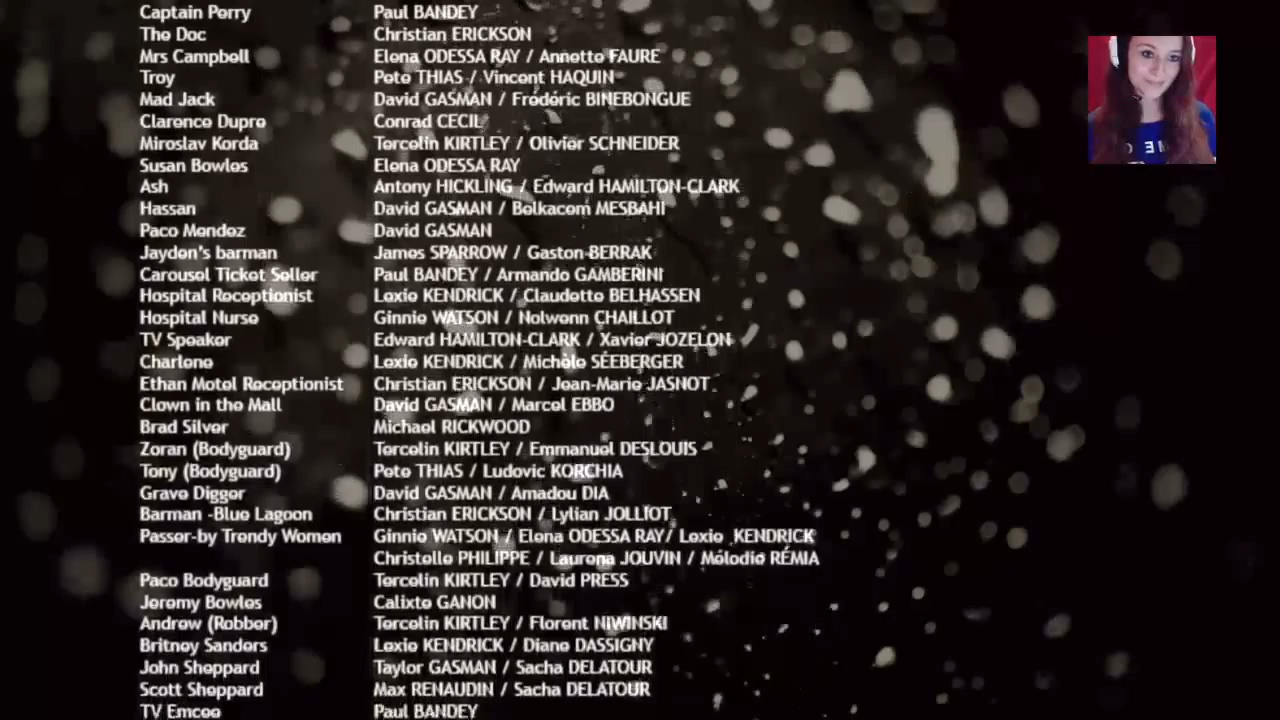 Captain Perry Paul BANDEY
The Doc Christian ERICKSON
Mrs Campbell Elena ODESSA RAY / Annette FAURE
Troy Pete THIAS / Vincent HAQUIN
Mad Jack David GASMAN / Frédéric BINEBONGUE
Clarence Dupre Conrad CECIL
Miroslav Korda Tercelin KIRTLEY / Olivier SCHNEIDER
Susan Bowles Elena ODESSA RAY
Ash Antony HICKLING / Edward HAMILTON-CLARK
Hassan David GASMAN / Belkacem MESBAHI
Paco Mendez David GASMAN
Jayden's barman James SPARROW / Gaston BERRAK
Carousel Ticket Seller Paul BANDEY / Armando GAMBERINI
Hospital Receptionist Lexie KENDRICK / Claudette BELHASSEN
Hospital Nurse Ginnie WATSON / Nolwenn CHAILLOT
TV Speaker Edward HAMILTON-CLARK / Xavier JOZELON
Charlene Lexie KENDRICK / Michèle SÉEBERGER
Ethan Motel Receptionist Christian ERICKSON / Jean-Marie JASNOT
Clown in the Mall David GASMAN / Marcel EBBO
Brad Silver Michael RICKWOOD
Zoran (Bodyguard) Tercelin KIRTLEY / Emmanuel DESLOUIS
Tony (Bodyguard) Pete THIAS / Ludovic KORCHIA
Grave Digger David GASMAN / Amadou DIA
Barman -Blue Lagoon Christian ERICKSON / Lylian JOLLIOT
Passer-by Trendy Women Ginnie WATSON / Elena ODESSA RAY/ Lexie KENDRICK
Christelle PHILIPPE / Laurena JOUVIN / Mélodie RÉMIA
Paco Bodyguard Tercelin KIRTLEY / David PRESS
Jeremy Bowles Calixte GANON
Andrew (Robber) Tercelin KIRTLEY / Florent NIWINSKI
Britney Sanders Lexie KENDRICK / Diane DASSIGNY
John Sheppard Taylor GASMAN / Sacha DELATOUR
Scott Sheppard Max RENAUDIN / Sacha DELATOUR
TV Emcee Paul BANDEY